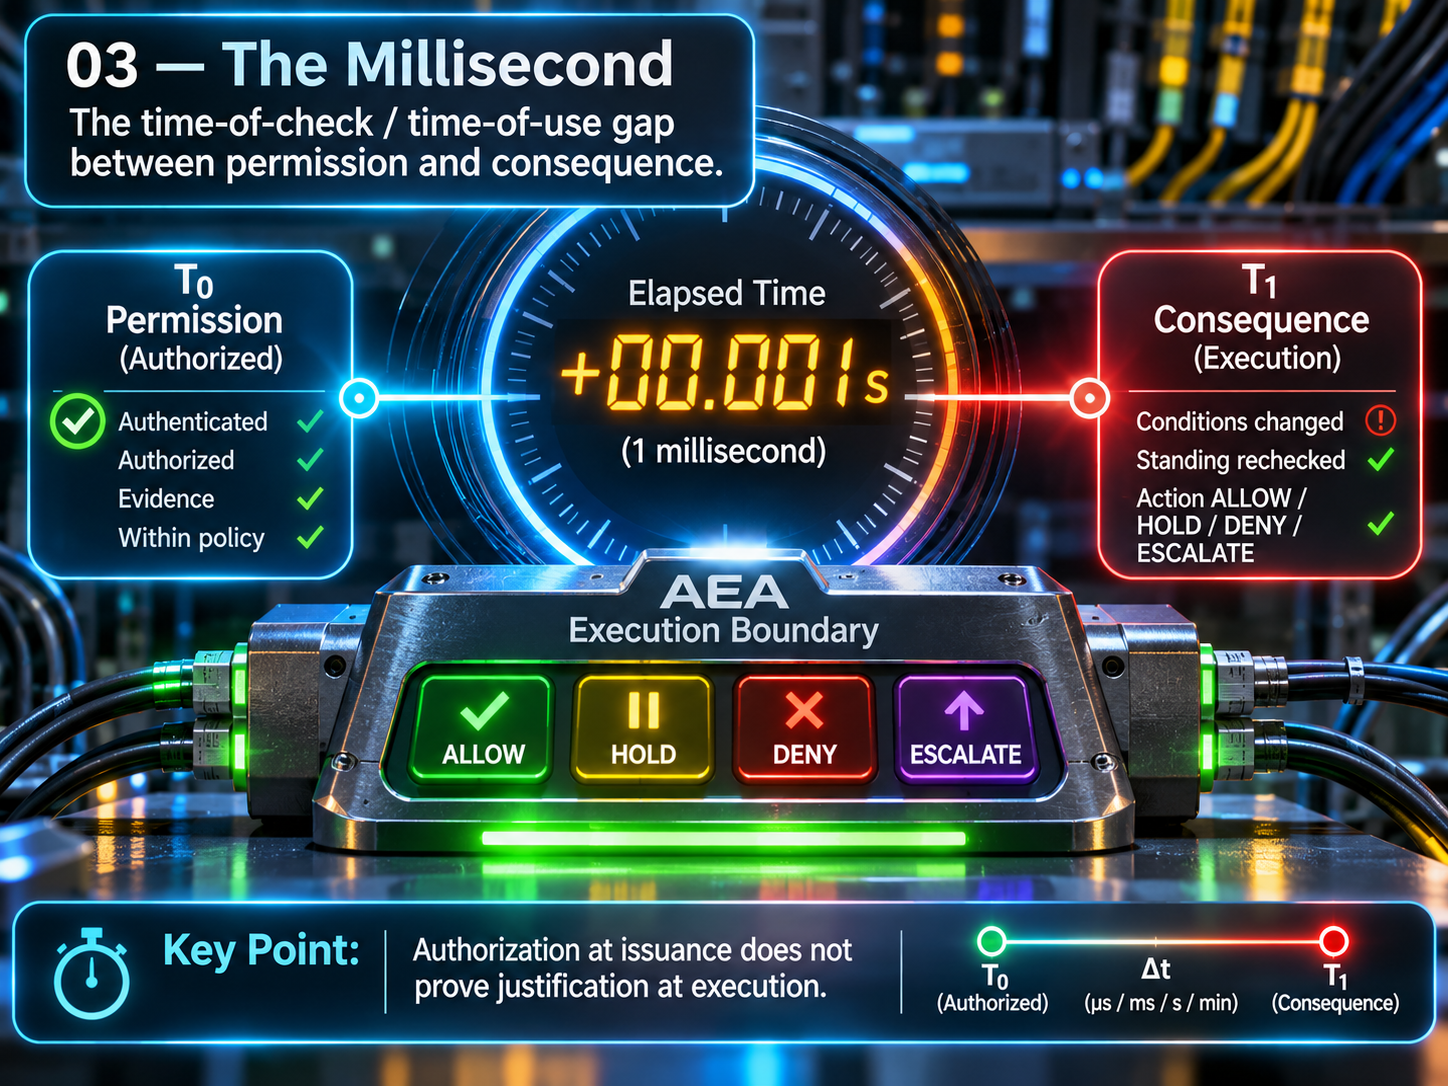 03 — The Millisecond
The time-of-check / time-of-use gap
between permission and consequence.
T₀
Permission
(Authorized)
Authenticated
Authorized
Evidence
Within policy
Elapsed Time
+00.001s
(1 millisecond)
T₁
Consequence
(Execution)
Conditions changed
Standing rechecked
Action ALLOW /
HOLD / DENY /
ESCALATE
AEA
Execution Boundary
ALLOW
HOLD
DENY
ESCALATE
Key Point:
Authorization at issuance does not
prove justification at execution.
T₀
(Authorized)
Δt
(µs / ms / s / min)
T₁
(Consequence)